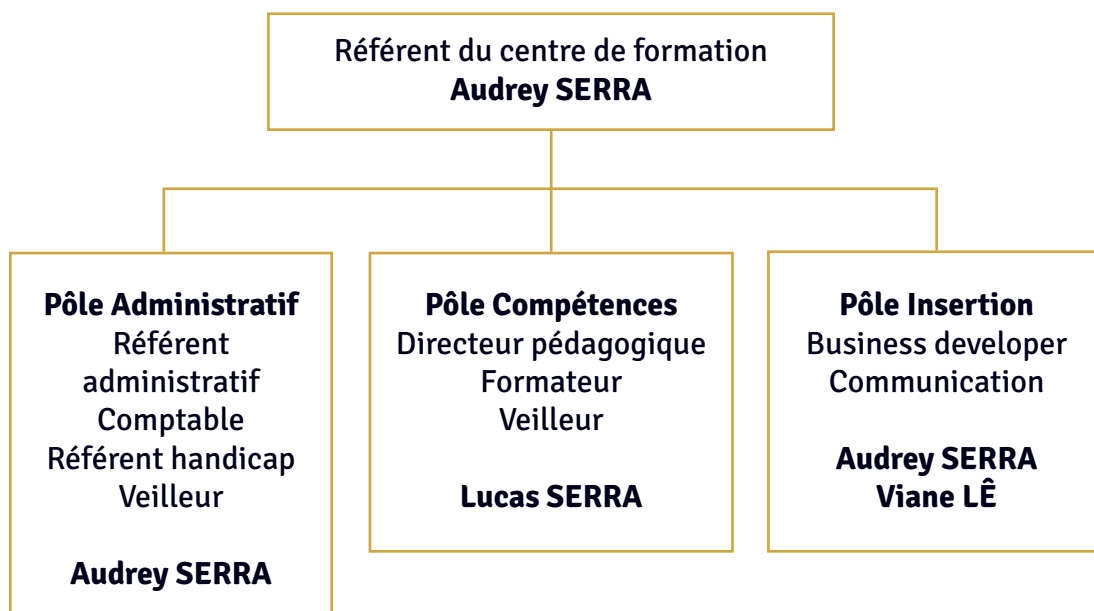 Référent du centre de formation
Audrey SERRA
Pôle Administratif
Référent
administratif
Comptable
Référent handicap
Veilleur
Audrey SERRA
Pôle Compétences
Directeur pédagogique
Formateur
Veilleur
Lucas SERRA
Pôle Insertion
Business developer
Communication
Audrey SERRA
Viane LÊ